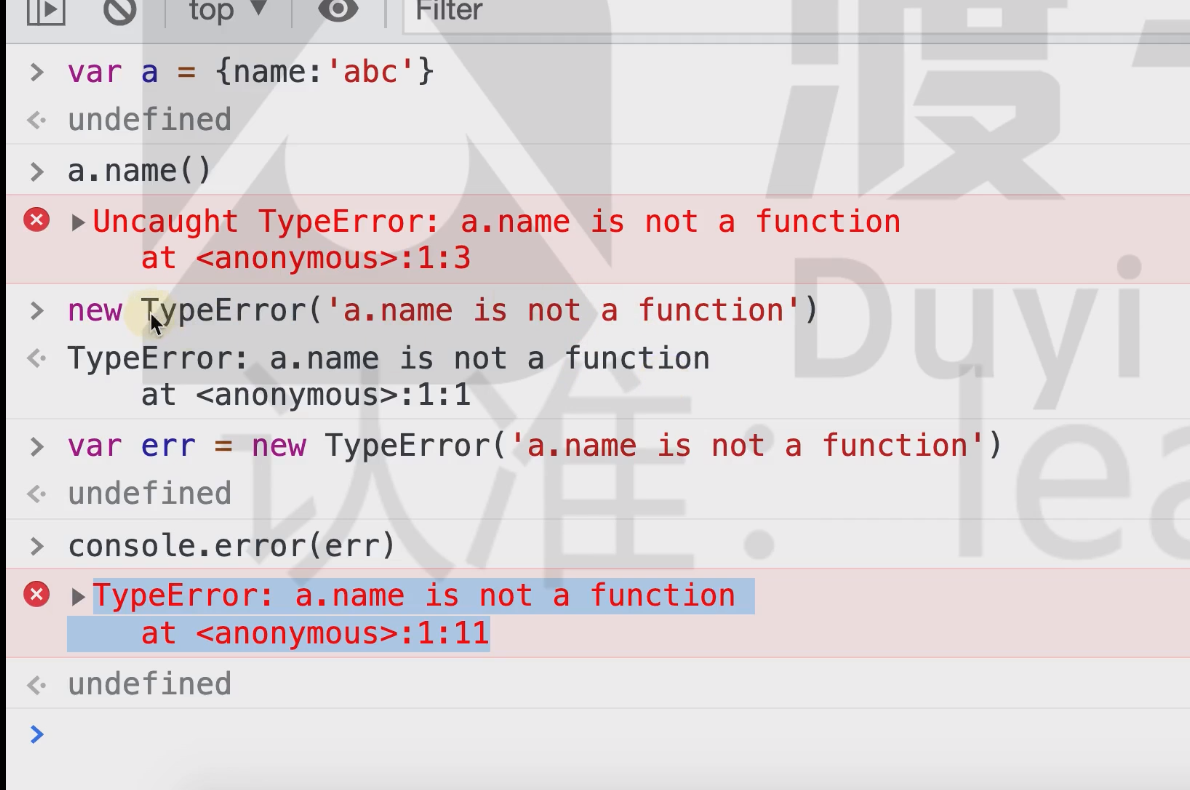 top ▼
Filter
> var a = {name:'abc'}
<· undefined
> a.name()
▶Uncaught TypeError: a.name is not a function
at <anonymous>:1:3
> new TypeError('a.name is not a function')
<· TypeError: a.name is not a function
at <anonymous>:1:1
> var err = new TypeError('a.name is not a function')
<· undefined
> console.error(err)
▶TypeError: a.name is not a function
at <anonymous>:1:11
<· undefined
>
渡
Duyi
认准: lea